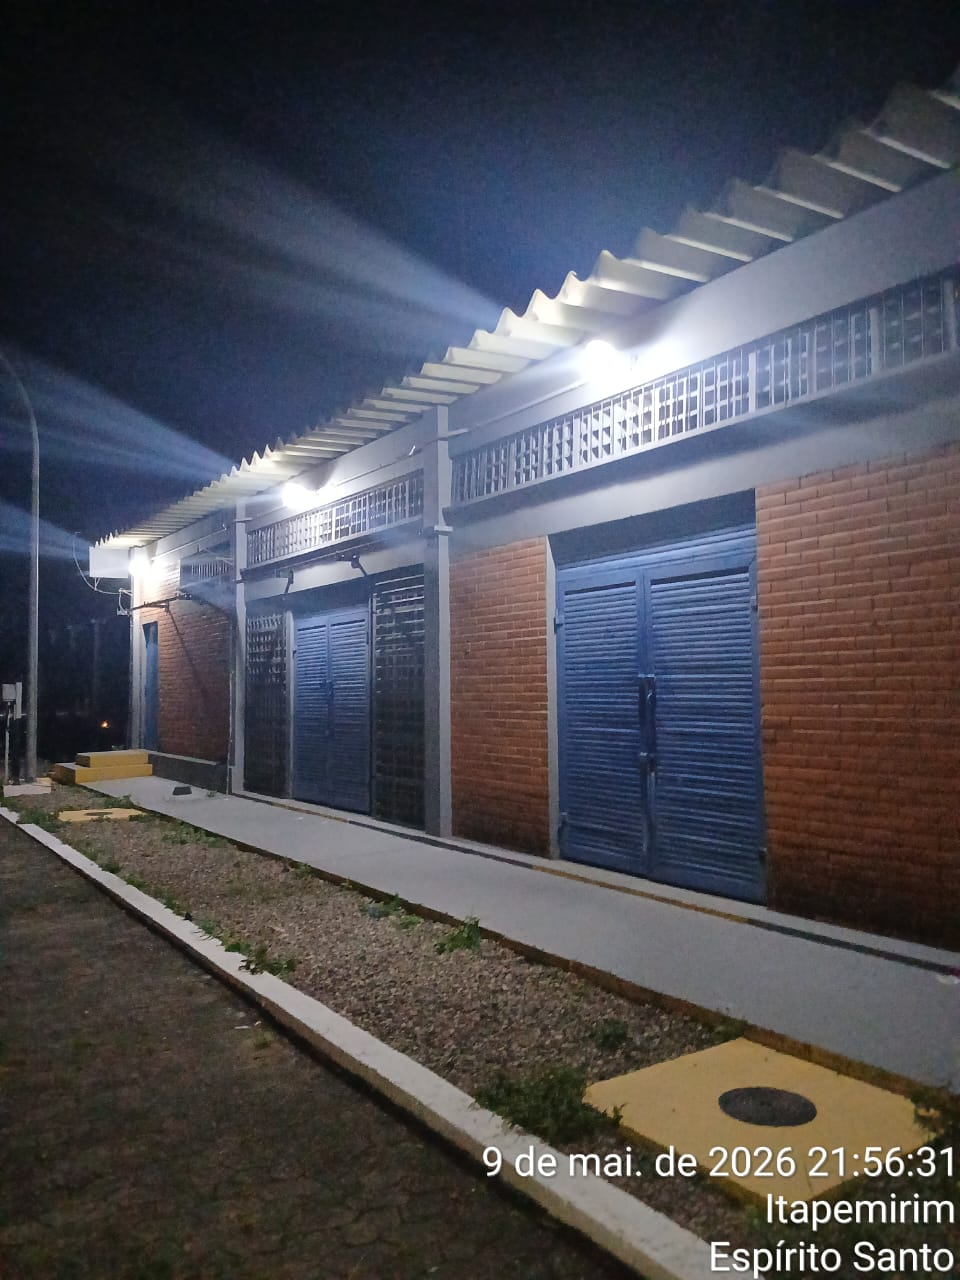 9 de mai. de 2026 21:56:31
Itapemirim
Espírito Santo